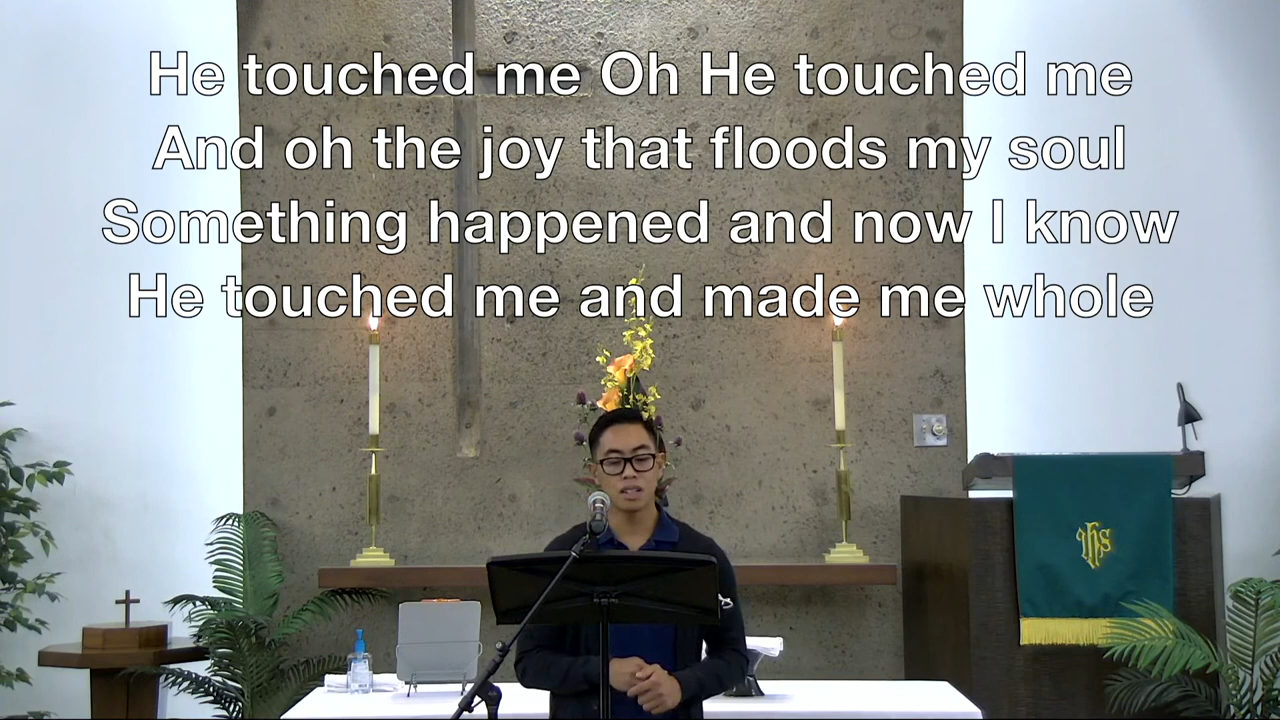 He touched me Oh He touched me
And oh the joy that floods my soul
Something happened and now I know
He touched me and made me whole
ihs